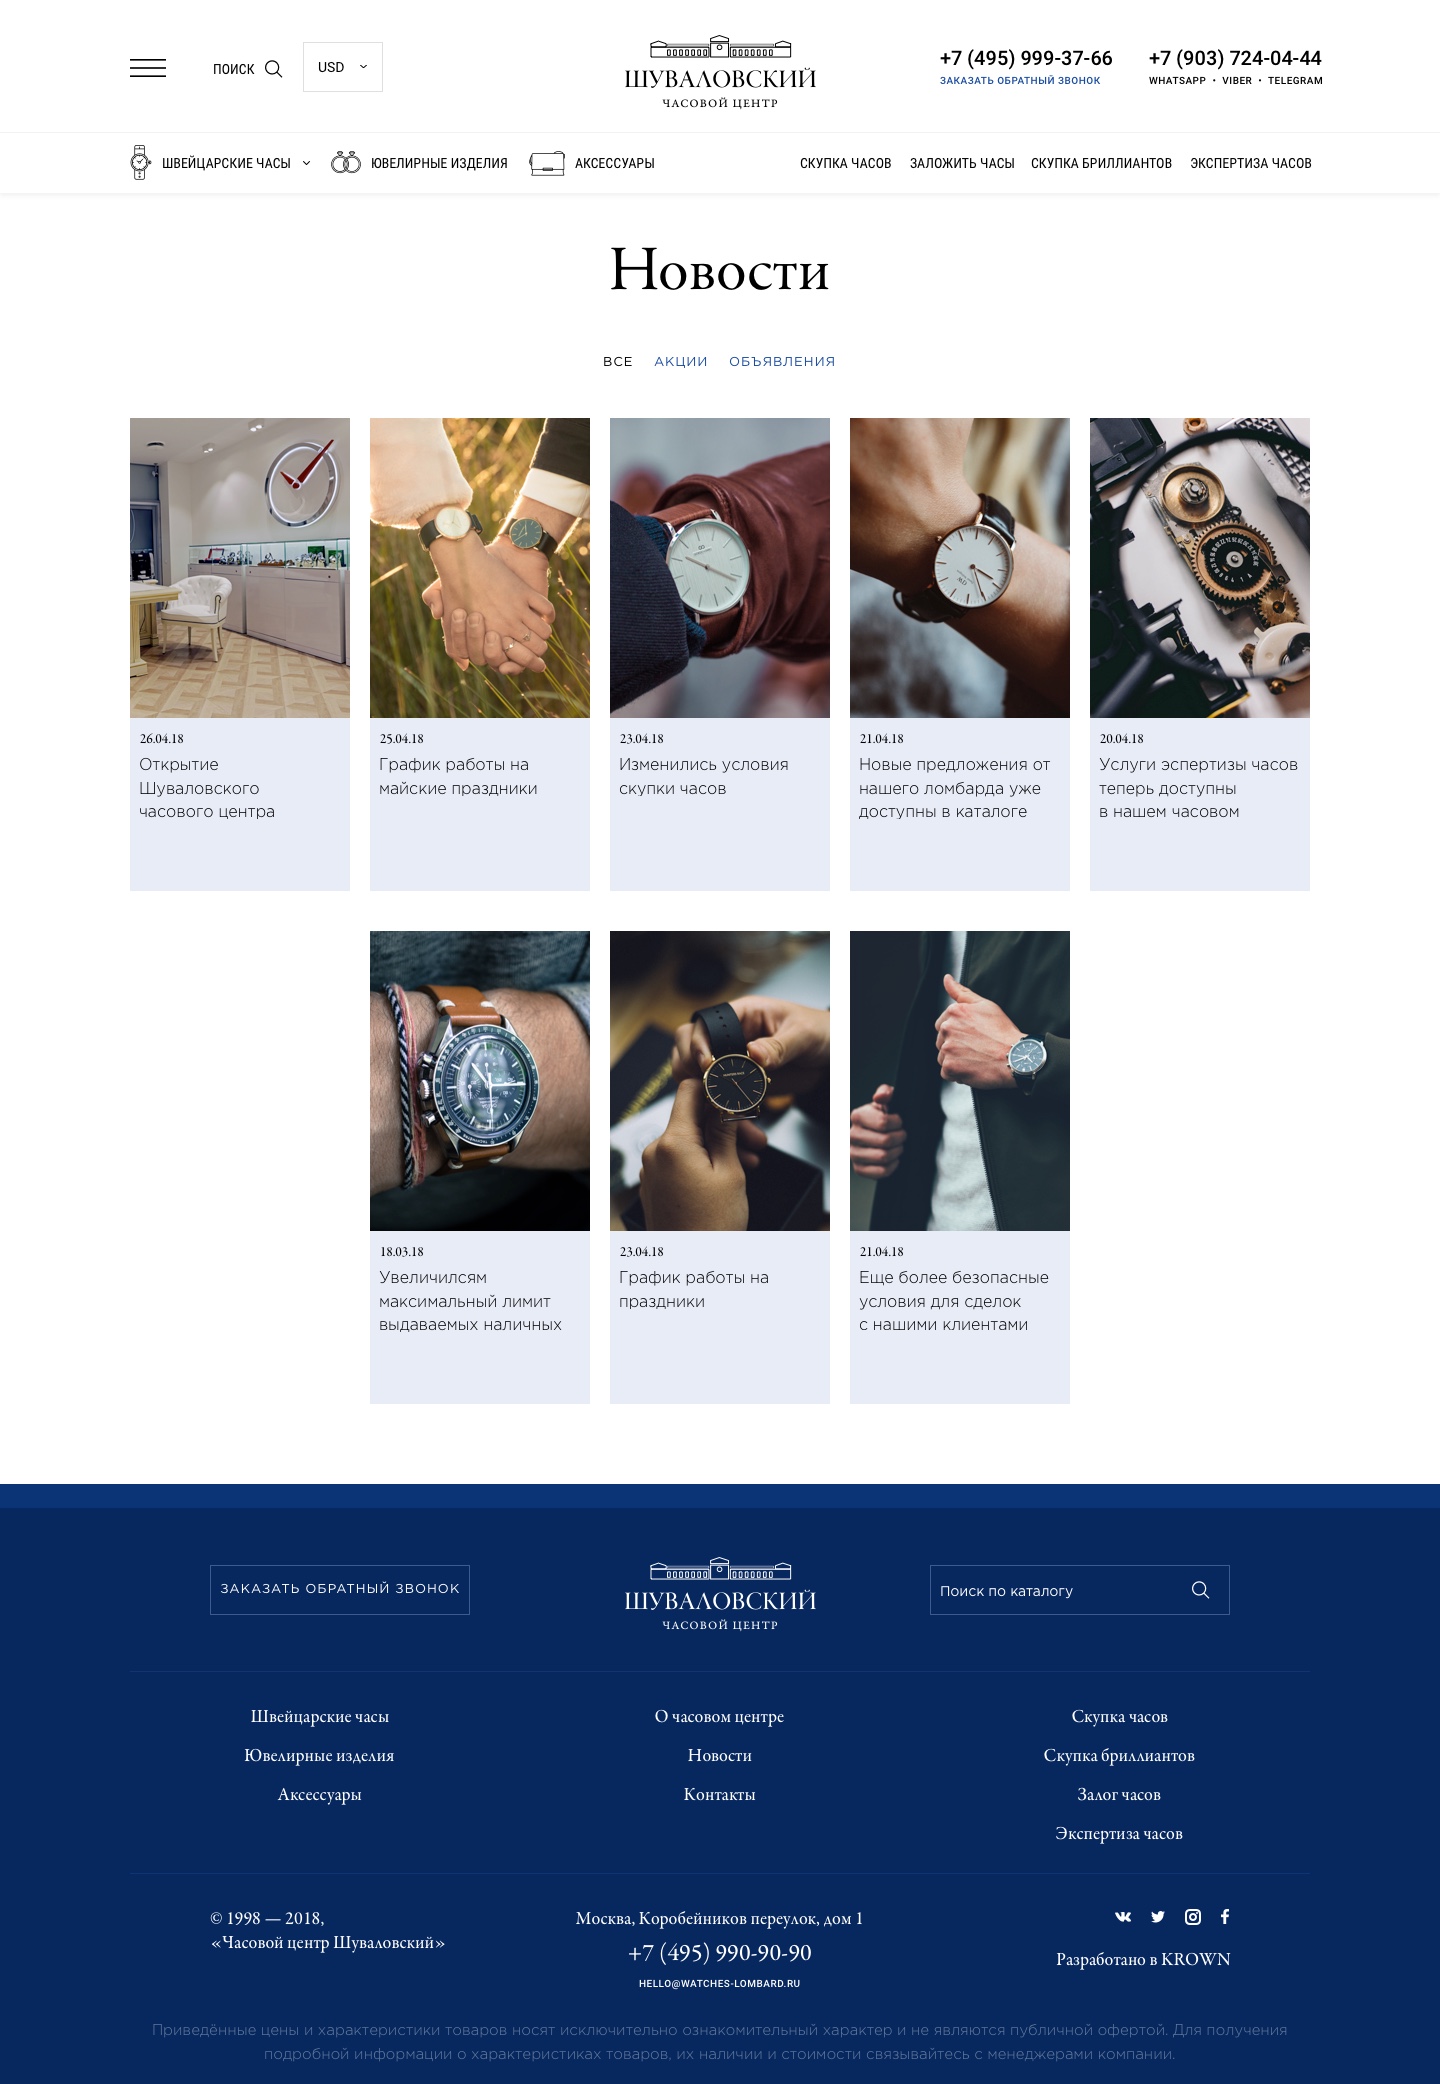 ПОИСК
USD
ШУВАЛОВСКИЙ
ЧАСОВОЙ ЦЕНТР
+7 (495) 999-37-66
ЗАКАЗАТЬ ОБРАТНЫЙ ЗВОНОК
+7 (903) 724-04-44
WHATSAPP • VIBER • TELEGRAM
ШВЕЙЦАРСКИЕ ЧАСЫ
ЮВЕЛИРНЫЕ ИЗДЕЛИЯ
АКСЕССУАРЫ
СКУПКА ЧАСОВ
ЗАЛОЖИТЬ ЧАСЫ
СКУПКА БРИЛЛИАНТОВ
ЭКСПЕРТИЗА ЧАСОВ
Новости
ВСЕ
АКЦИИ
ОБЪЯВЛЕНИЯ
26.04.18
Открытие
Шуваловского
часового центра
25.04.18
График работы на
майские праздники
23.04.18
Изменились условия
скупки часов
21.04.18
Новые предложения от
нашего ломбарда уже
доступны в каталоге
20.04.18
Услуги эспертизы часов
теперь доступны
в нашем часовом
18.03.18
Увеличилсям
максимальный лимит
выдаваемых наличных
23.04.18
График работы на
праздники
21.04.18
Еще более безопасные
условия для сделок
с нашими клиентами
ЗАКАЗАТЬ ОБРАТНЫЙ ЗВОНОК
ШУВАЛОВСКИЙ
ЧАСОВОЙ ЦЕНТР
Поиск по каталогу
Швейцарские часы
Ювелирные изделия
Аксессуары
О часовом центре
Новости
Контакты
Скупка часов
Скупка бриллиантов
Залог часов
Экспертиза часов
© 1998 — 2018,
«Часовой центр Шуваловский»
Москва, Коробейников переулок, дом 1
+7 (495) 990-90-90
HELLO@WATCHES-LOMBARD.RU
Разработано в KROWN
Приведённые цены и характеристики товаров носят исключительно ознакомительный характер и не являются публичной офертой. Для получения
подробной информации о характеристиках товаров, их наличии и стоимости связывайтесь с менеджерами компании.